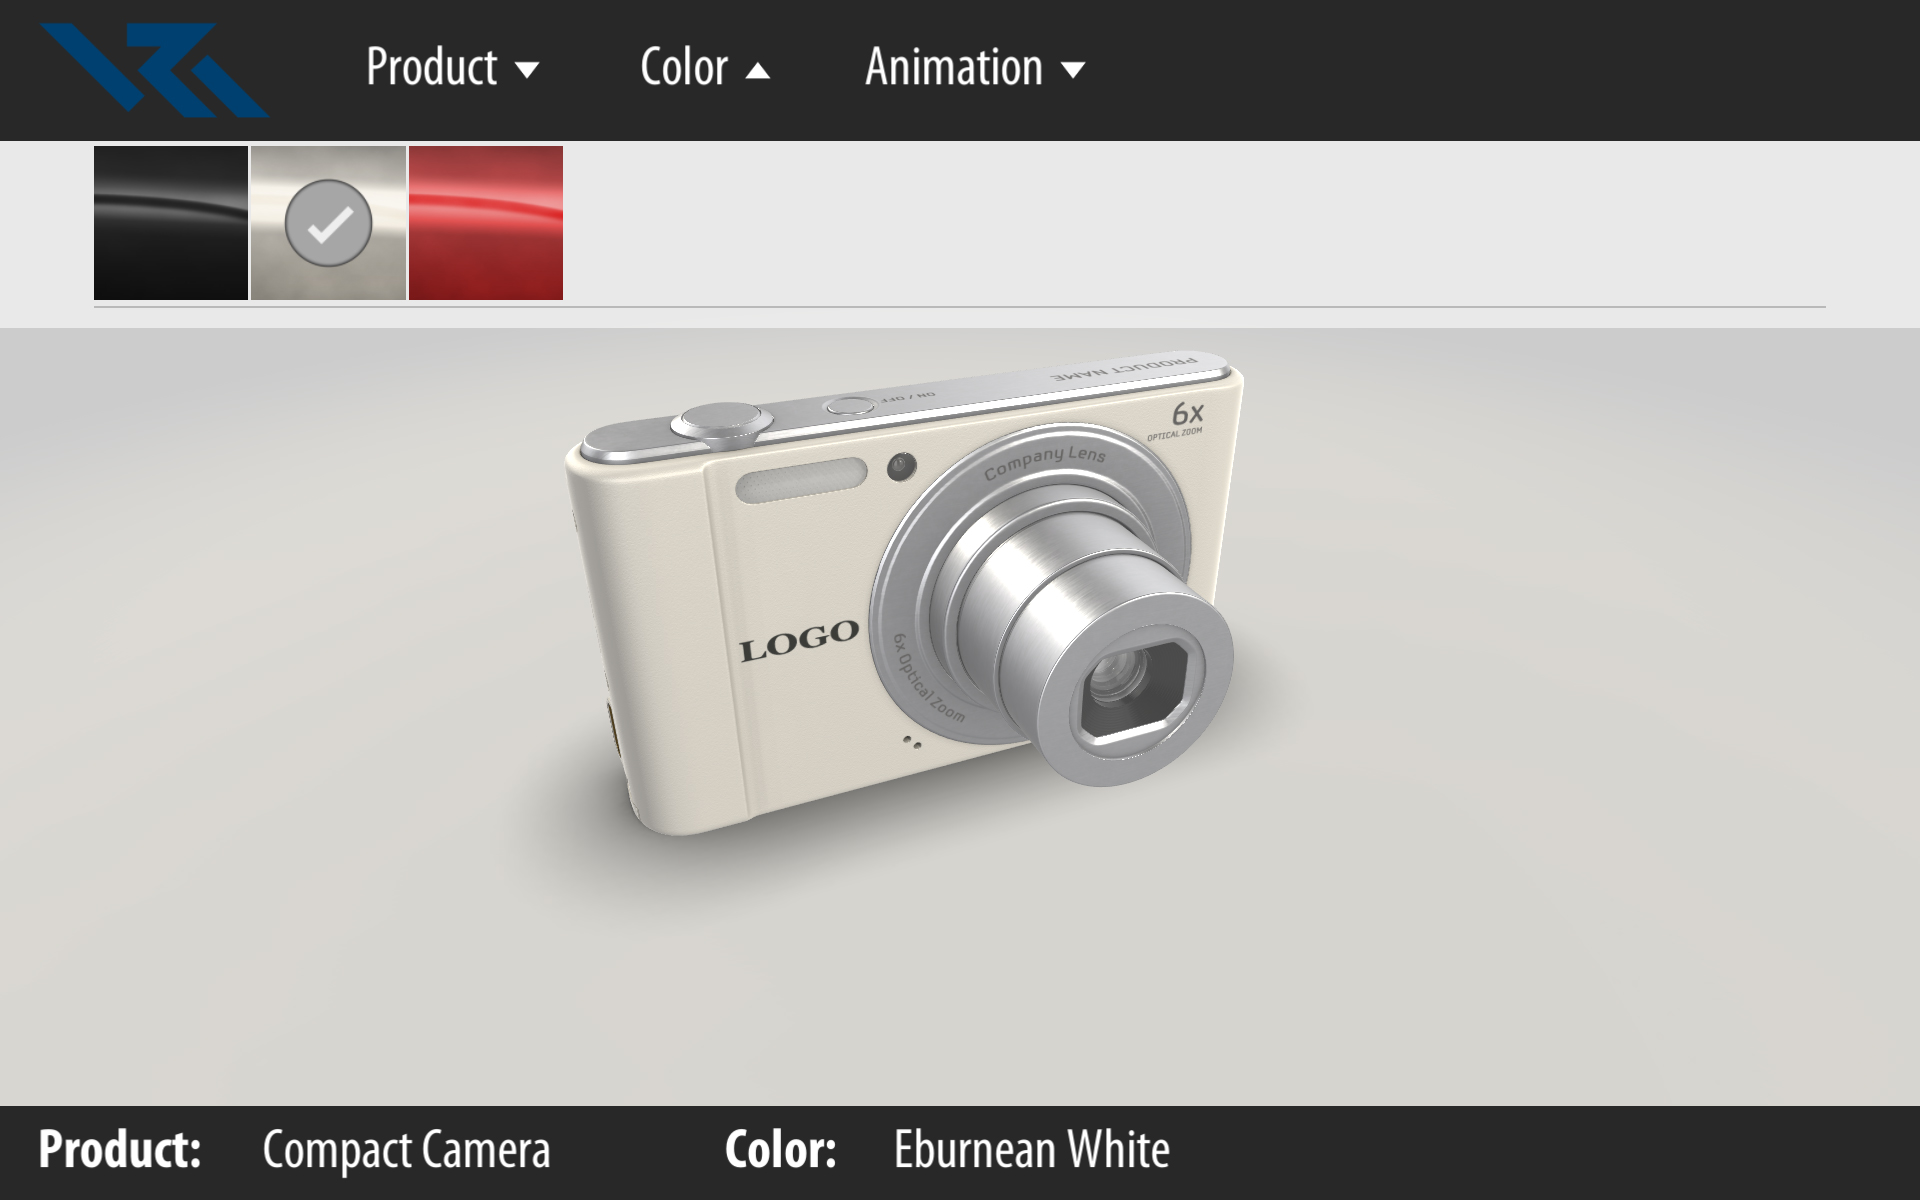 Product
Color
Animation
PRODUCT NAME
ON / OFF
6x
OPTICAL ZOOM
Company Lens
LOGO
6x Optical Zoom
Product: Compact Camera
Color: Eburnean White